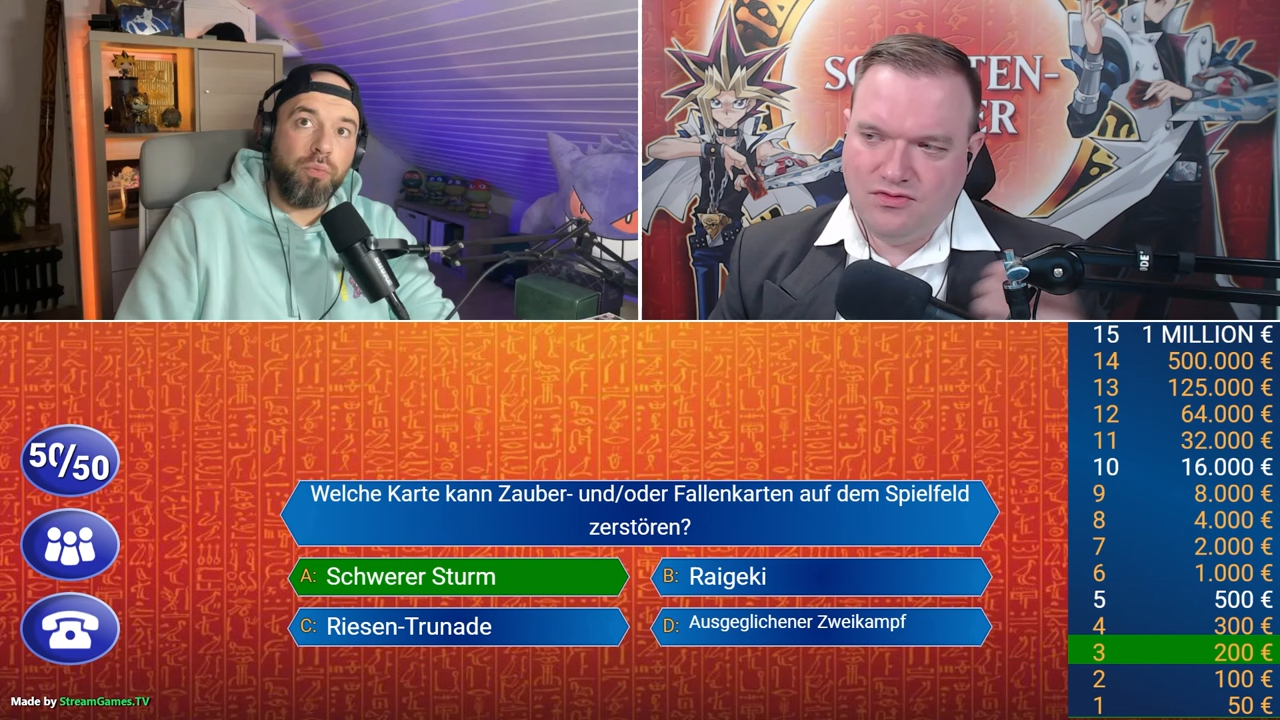 50/50
Welche Karte kann Zauber- und/oder Fallenkarten auf dem Spielfeld
zerstören?
A: Schwerer Sturm
B: Raigeki
C: Riesen-Trunade
D: Ausgeglichener Zweikampf
15 1 MILLION €
14 500.000 €
13 125.000 €
12 64.000 €
11 32.000 €
10 16.000 €
9 8.000 €
8 4.000 €
7 2.000 €
6 1.000 €
5 500 €
4 300 €
3 200 €
2 100 €
1 50 €
Made by StreamGames.TV